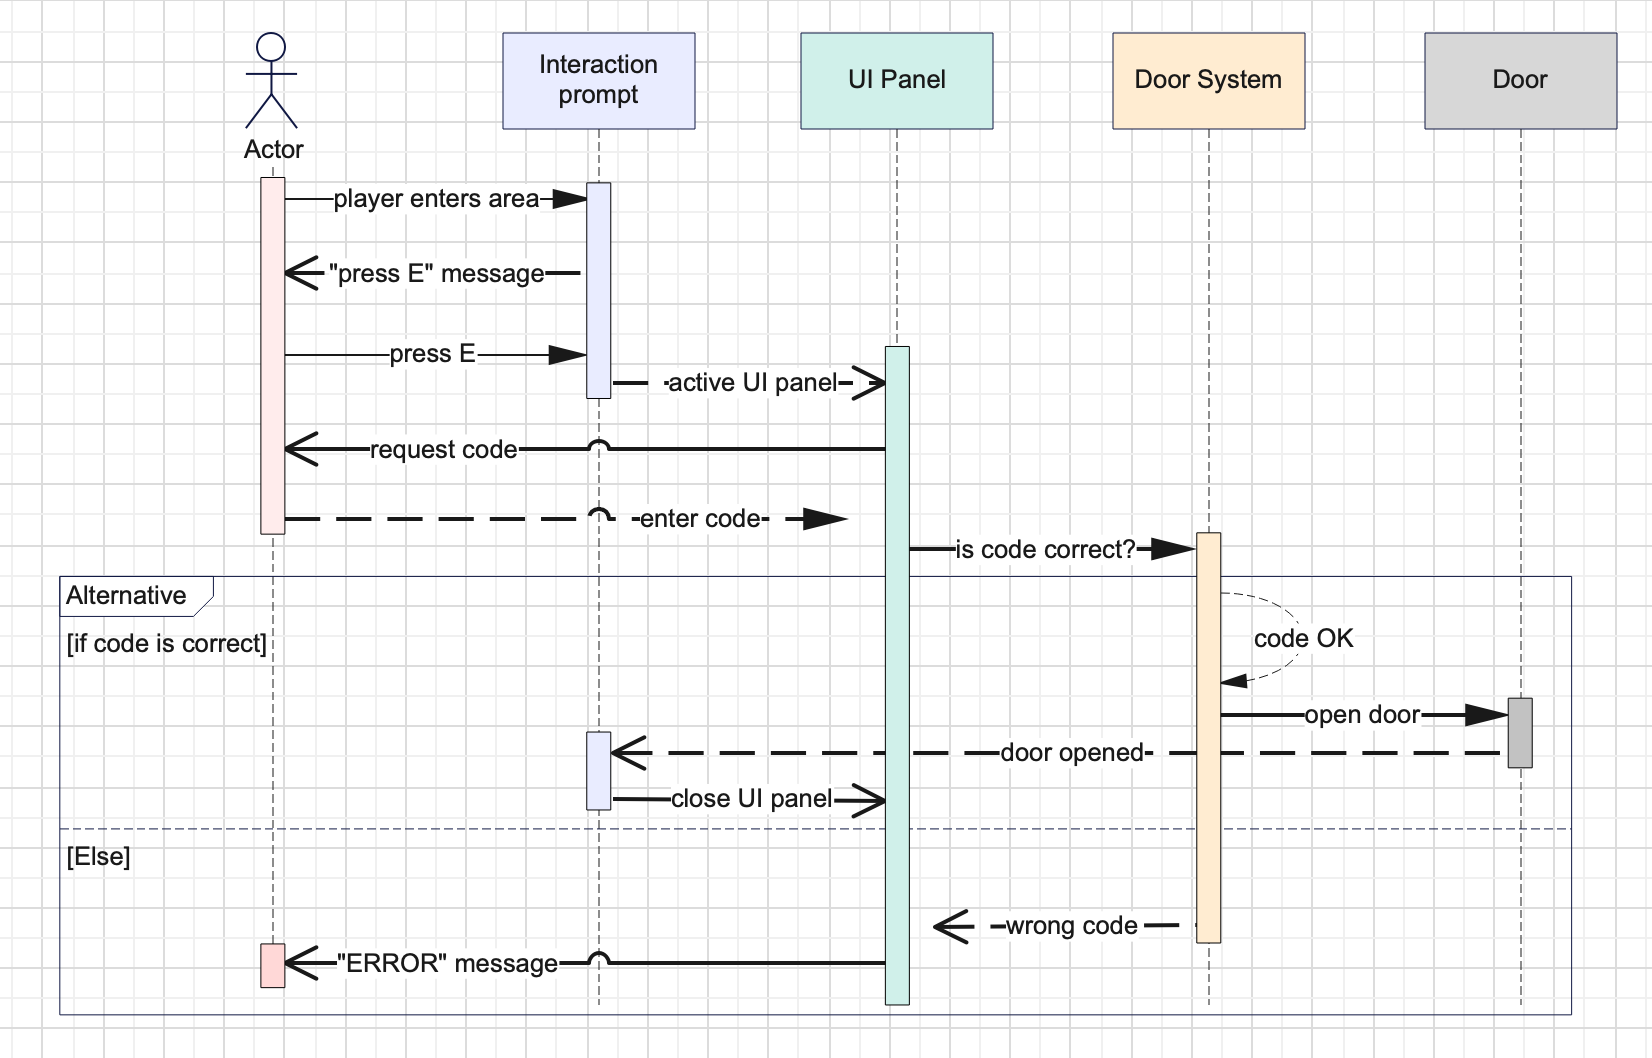 Interaction
prompt
UI Panel
Door System
Door
Actor
player enters area
"press E" message
press E
active UI panel
request code
enter code
is code correct?
Alternative
[if code is correct]
code OK
open door
door opened
close UI panel
[Else]
wrong code
"ERROR" message